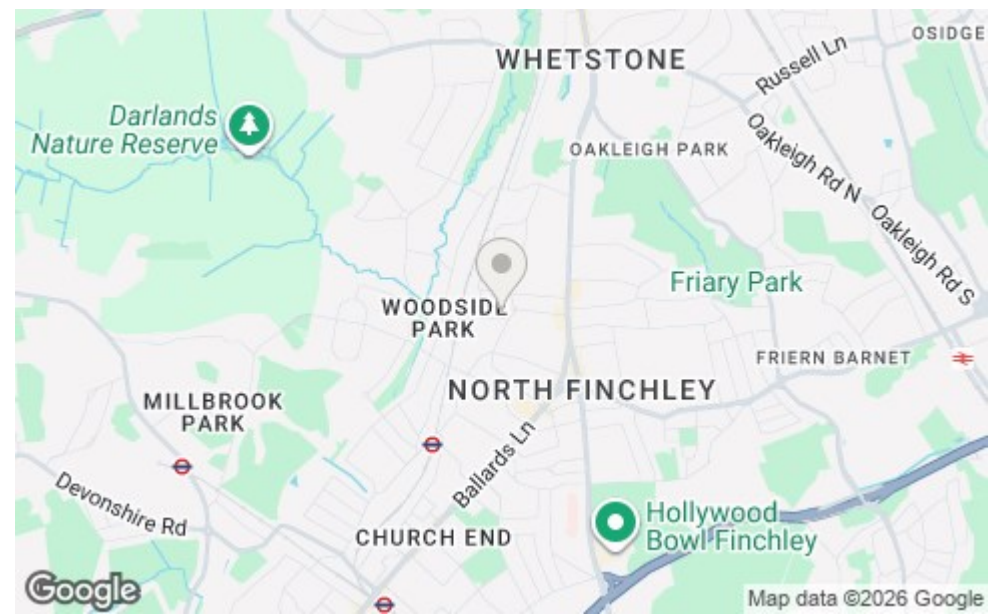 WHETSTONE
OSIDGE
Russell Ln
Darlands
Nature Reserve
OAKLEIGH PARK
Oakleigh Rd N
Oakleigh Rd S
Friary Park
WOODSIDE
PARK
FRIERN BARNET
NORTH FINCHLEY
MILLBROOK
PARK
Ballards Ln
Devonshire Rd
CHURCH END
Hollywood
Bowl Finchley
Google
Map data ©2026 Google